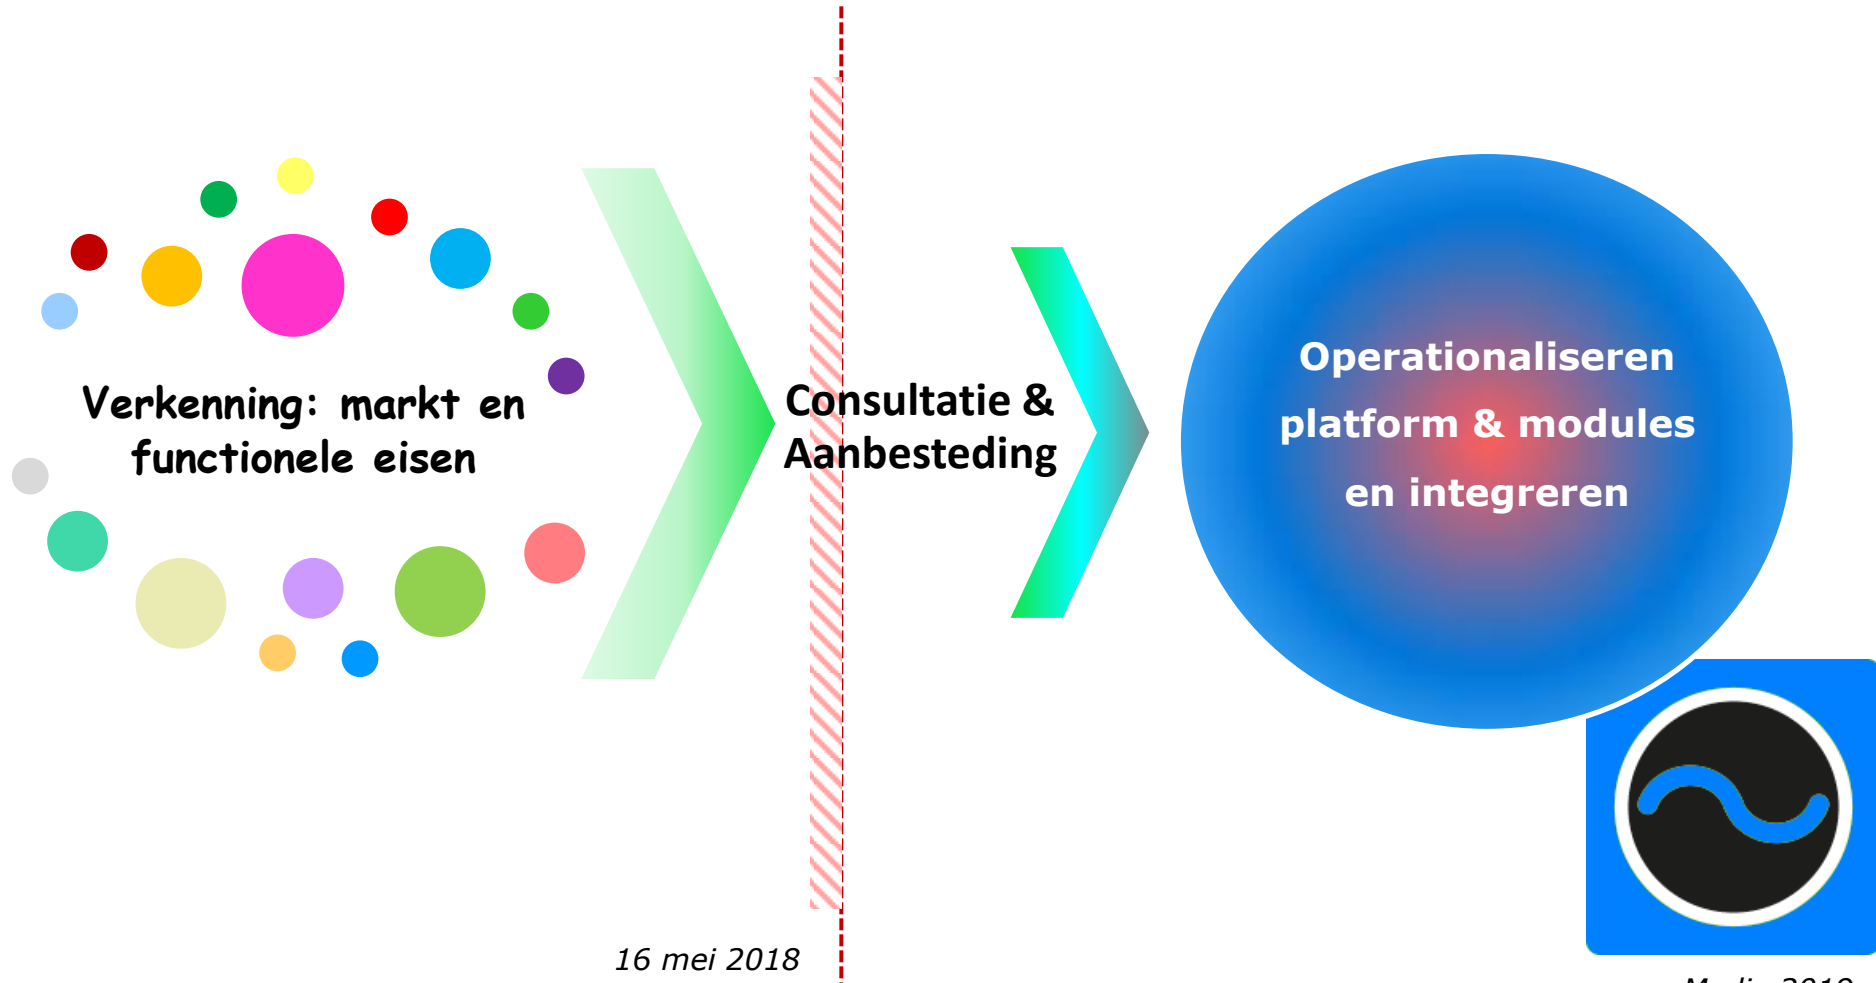 Verkenning: markt en
functionele eisen
Consultatie &
Aanbesteding
Operationaliseren
platform & modules
en integreren
16 mei 2018